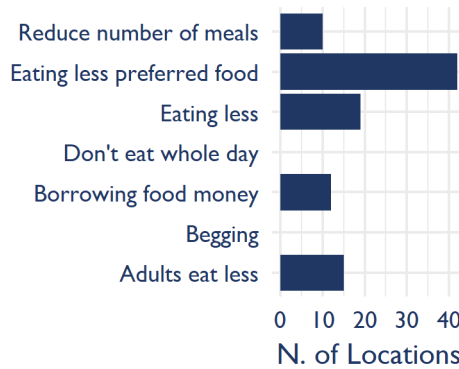 Reduce number of meals
Eating less preferred food
Eating less
Don't eat whole day
Borrowing food money
Begging
Adults eat less
0 10 20 30 40
N. of Locations